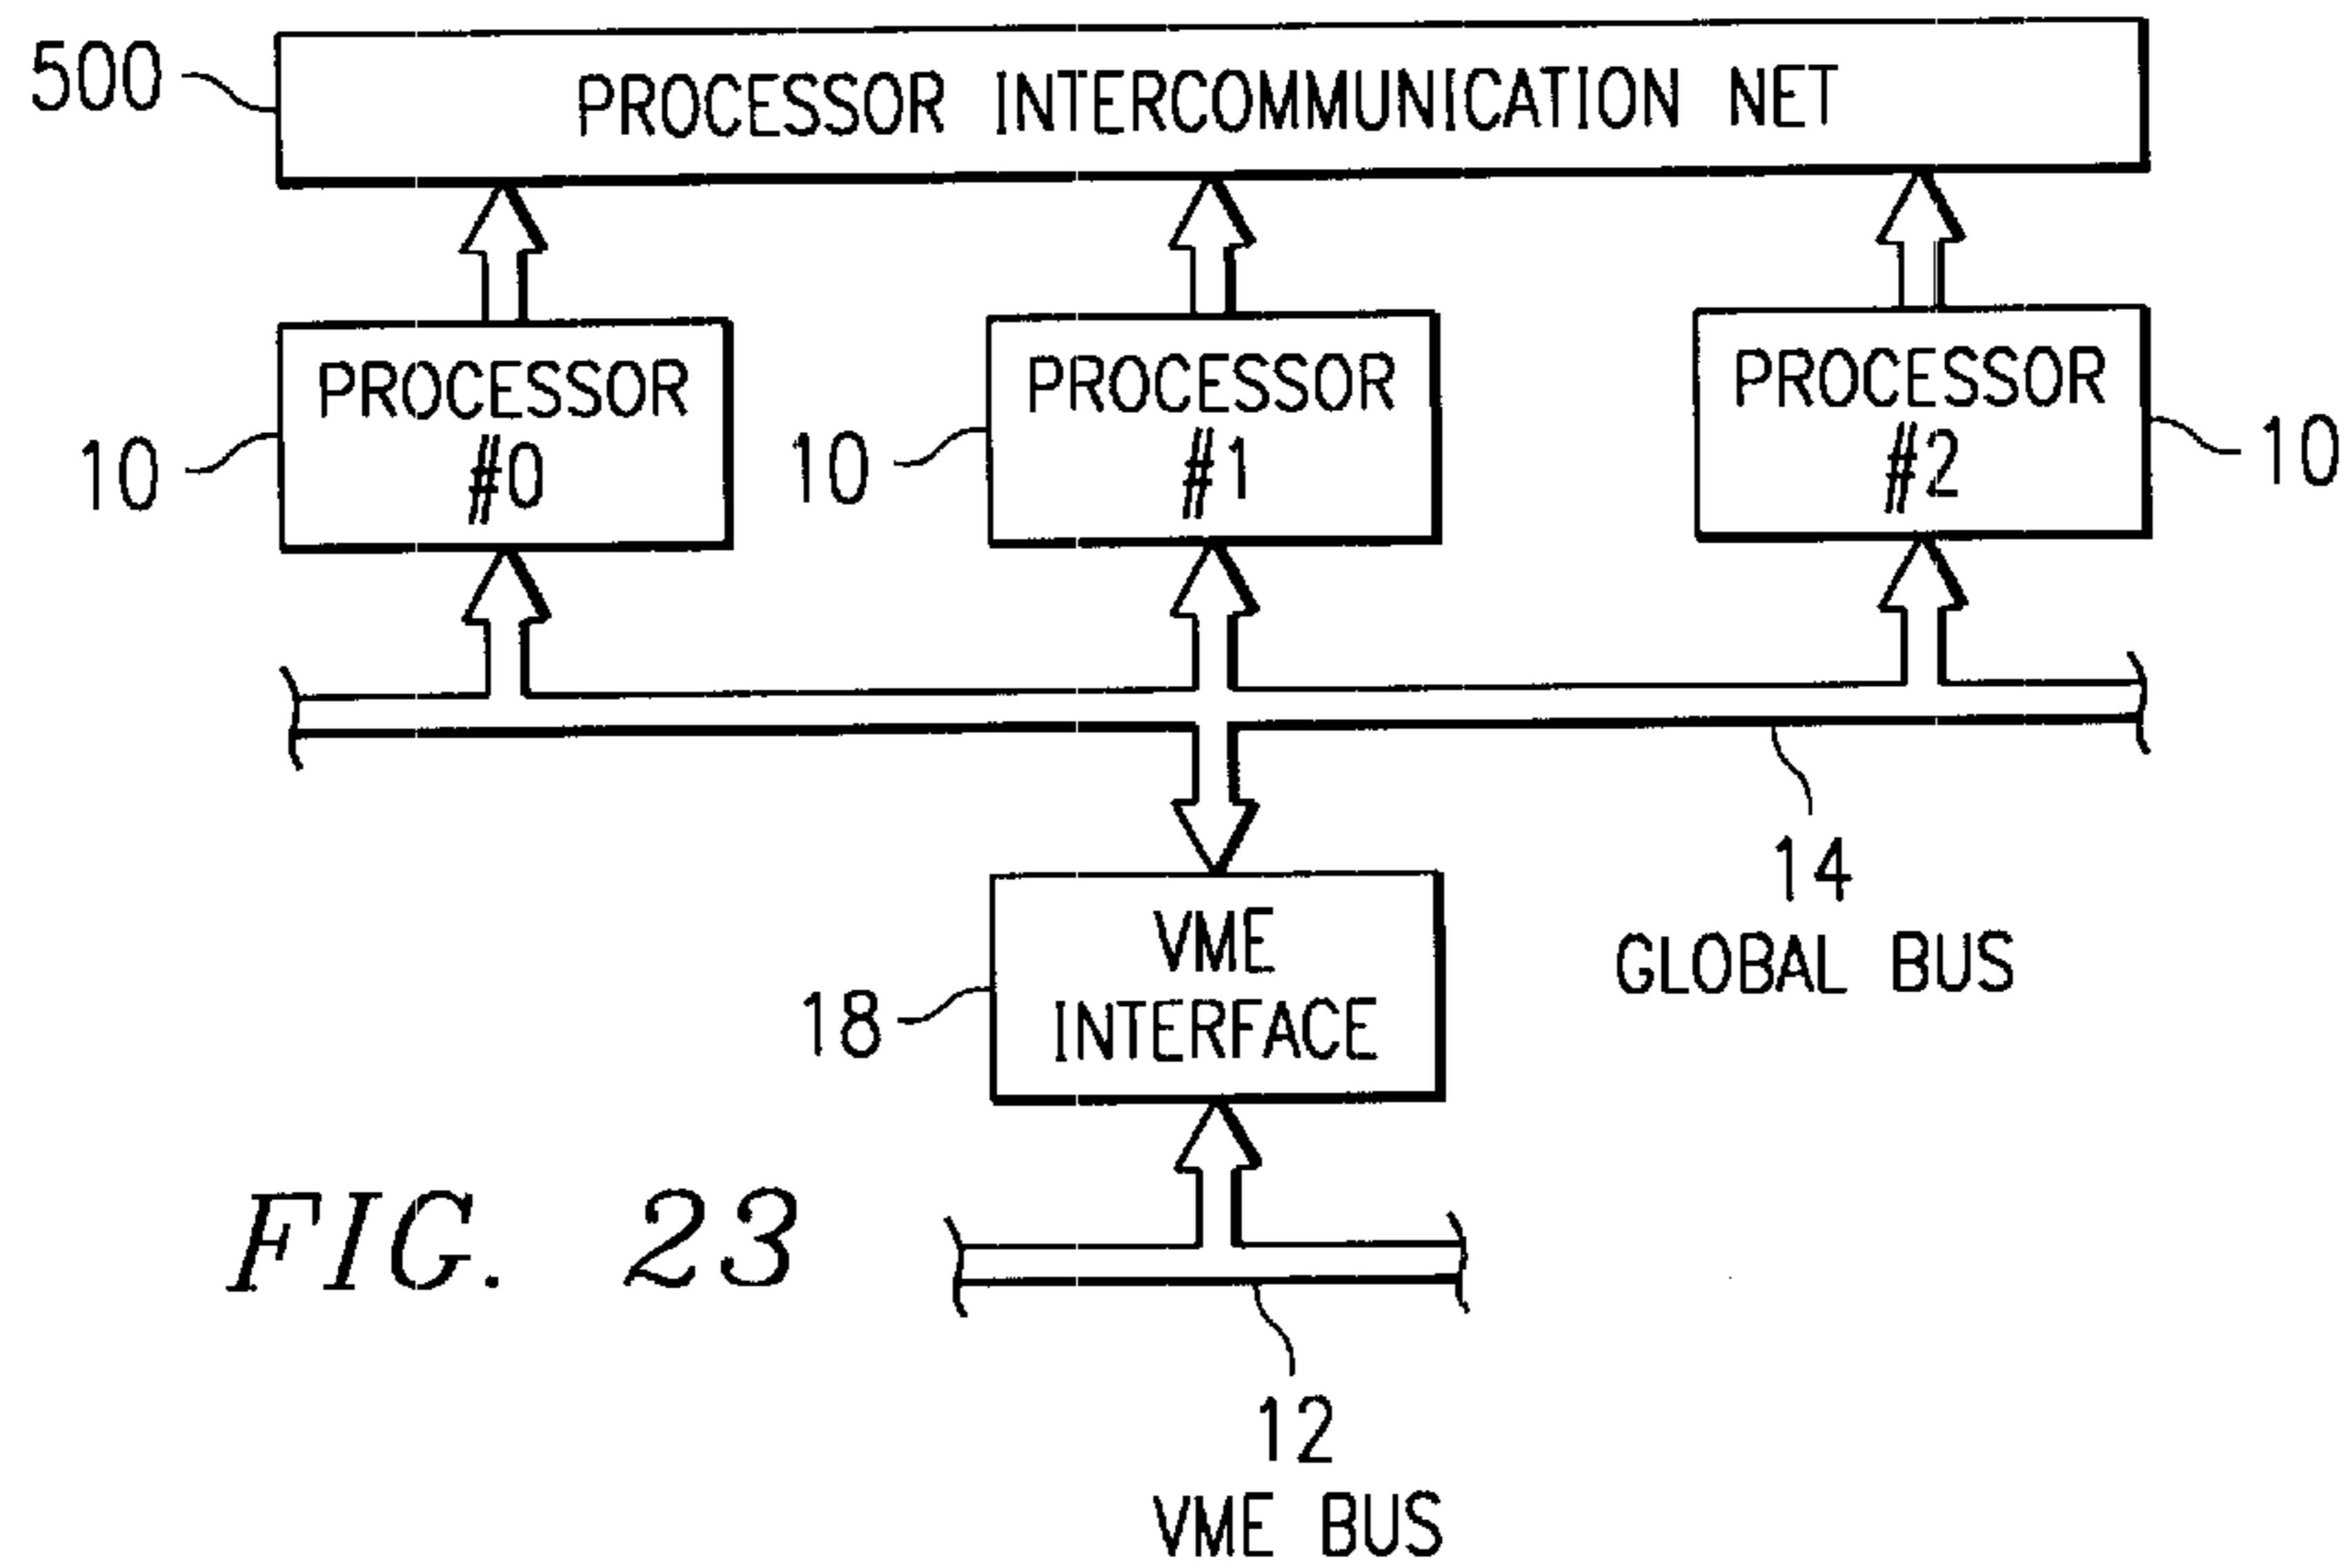 500
PROCESSOR INTERCOMMUNICATION NET
PROCESSOR
#0
10
PROCESSOR
#1
10
PROCESSOR
#2
10
14
GLOBAL BUS
VME
INTERFACE
18
FIG. 23
12
VME BUS